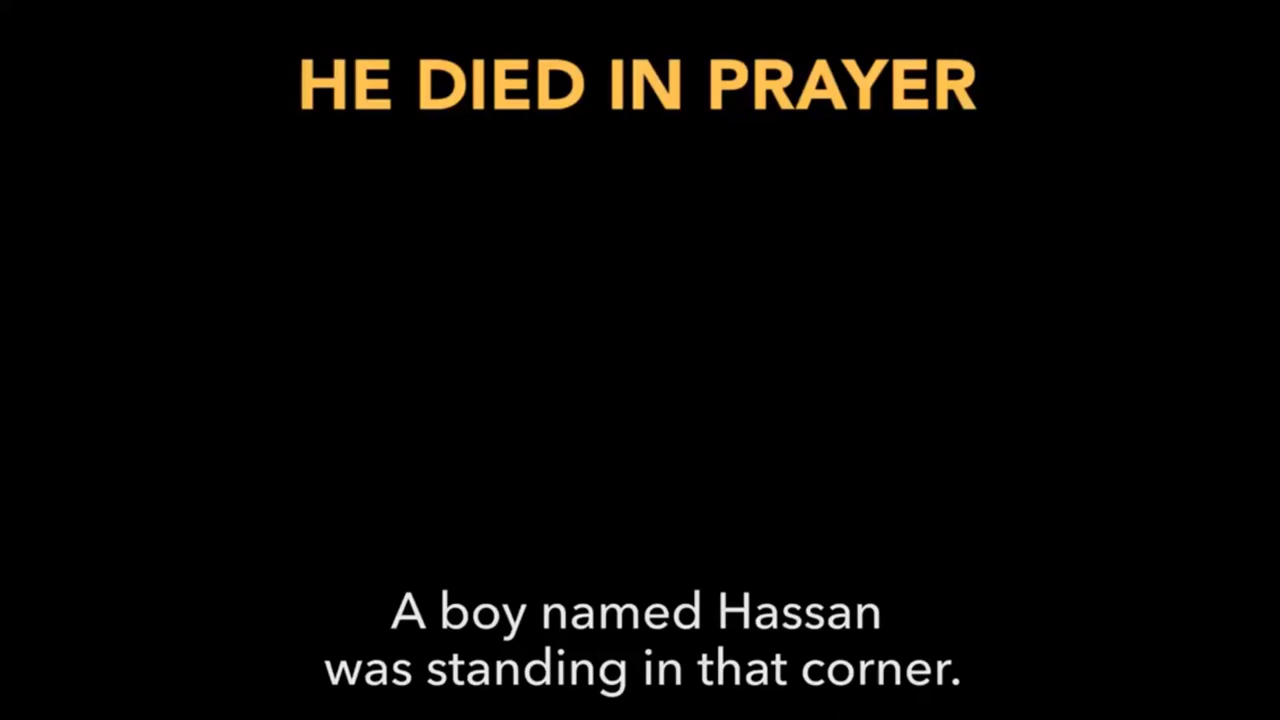 HE DIED IN PRAYER
A boy named Hassan
was standing in that corner.